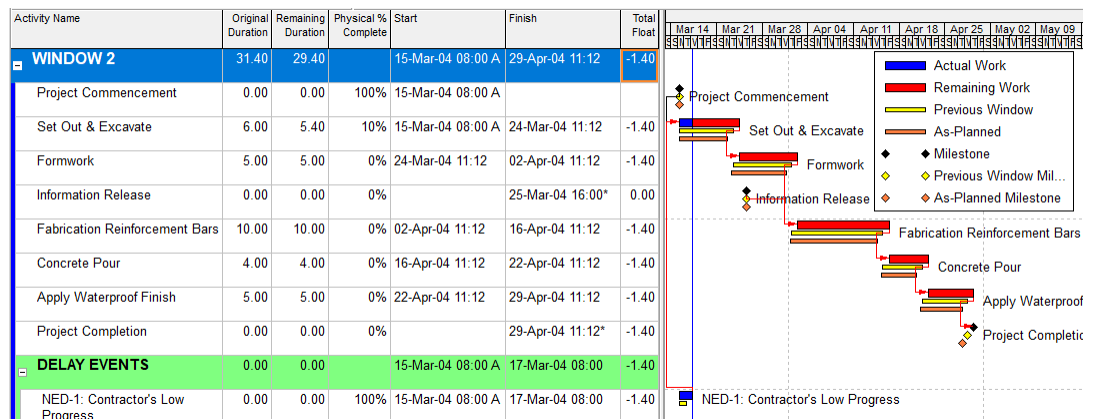 Activity Name Original Duration Remaining Duration Physical % Complete Start Finish Total Float
Mar 14 Mar 21 Mar 28 Apr 04 Apr 11 Apr 18 Apr 25 May 02 May 09
WINDOW 2 31.40 29.40 15-Mar-04 08:00 A 29-Apr-04 11:12 -1.40
Project Commencement 0.00 0.00 100% 15-Mar-04 08:00 A -1.40
Set Out & Excavate 6.00 5.40 10% 15-Mar-04 08:00 A 24-Mar-04 11:12 -1.40
Formwork 5.00 5.00 0% 24-Mar-04 11:12 02-Apr-04 11:12 -1.40
Information Release 0.00 0.00 0% 25-Mar-04 16:00* 0.00
Fabrication Reinforcement Bars 10.00 10.00 0% 02-Apr-04 11:12 16-Apr-04 11:12 -1.40
Concrete Pour 4.00 4.00 0% 16-Apr-04 11:12 22-Apr-04 11:12 -1.40
Apply Waterproof Finish 5.00 5.00 0% 22-Apr-04 11:12 29-Apr-04 11:12 -1.40
Project Completion 0.00 0.00 0% 29-Apr-04 11:12* -1.40
DELAY EVENTS 0.00 0.00 15-Mar-04 08:00 A 17-Mar-04 08:00 -1.40
NED-1: Contractor's Low 0.00 0.00 100% 15-Mar-04 08:00 A 17-Mar-04 08:00 -1.40
Progress
Actual Work
Remaining Work
Previous Window
As-Planned
Milestone
Previous Window Mil...
As-Planned Milestone
Project Commencement
Set Out & Excavate
Formwork
Information Release
Fabrication Reinforcement Bars
Concrete Pour
Apply Waterproof
Project Completic
NED-1: Contractor's Low Progress